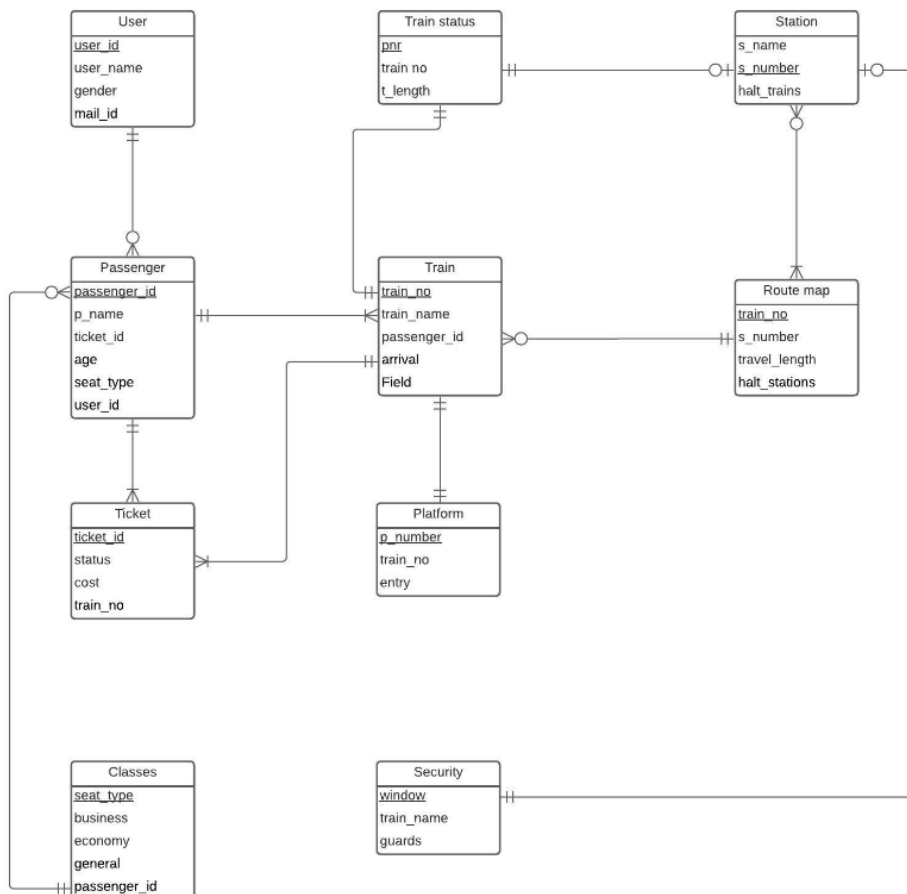 User
user_id
user_name
gender
mail_id
Train status
pnr
train no
t_length
Station
s_name
s_number
halt_trains
Passenger
passenger_id
p_name
ticket_id
age
seat_type
user_id
Train
train_no
train_name
passenger_id
arrival
Field
Route map
train_no
s_number
travel_length
halt_stations
Ticket
ticket_id
status
cost
train_no
Platform
p_number
train_no
entry
Classes
seat_type
business
economy
general
passenger_id
Security
window
train_name
guards